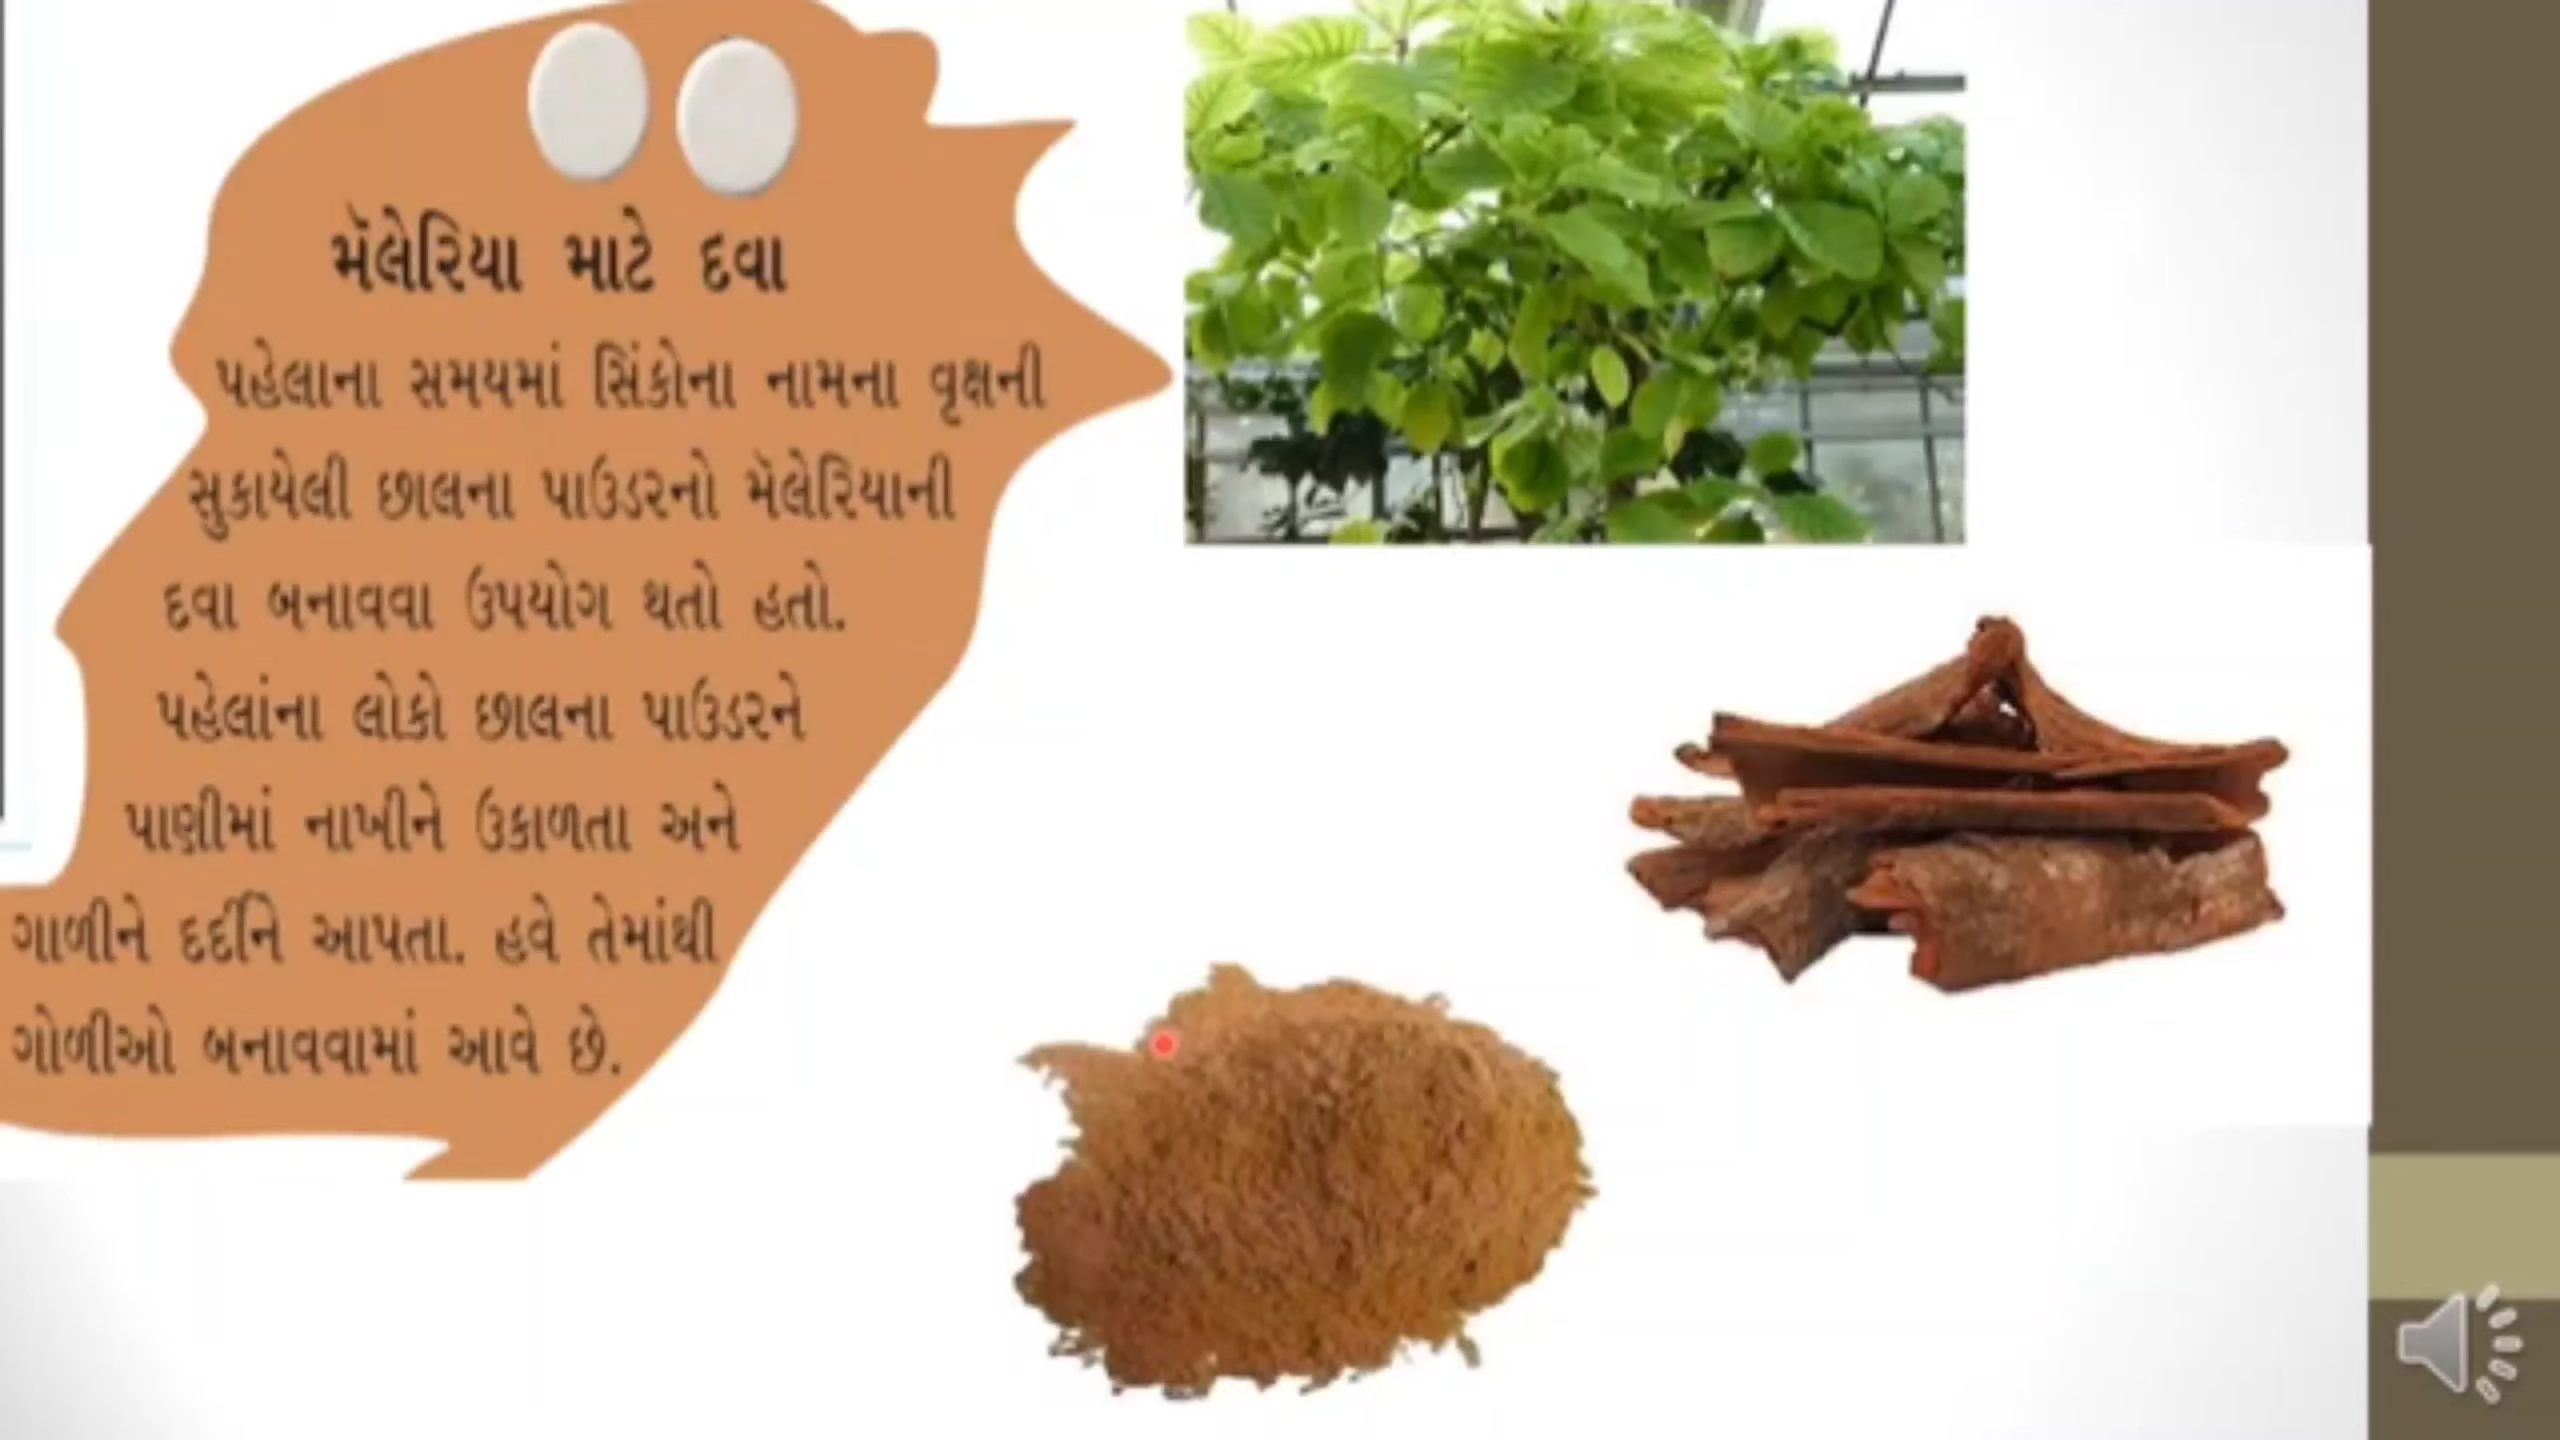 મૅલેરિયા માટે દવા
પહેલાના સમયમાં સિંકોના નામના વૃક્ષની
સુકાયેલી છાલના પાઉડરનો મૅલેરિયાની
દવા બનાવવા ઉપયોગ થતો હતો.
પહેલાંના લોકો છાલના પાઉડરને
પાણીમાં નાખીને ઉકાળતા અને
ગાળીને દર્દીને આપતા. હવે તેમાંથી
ગોળીઓ બનાવવામાં આવે છે.